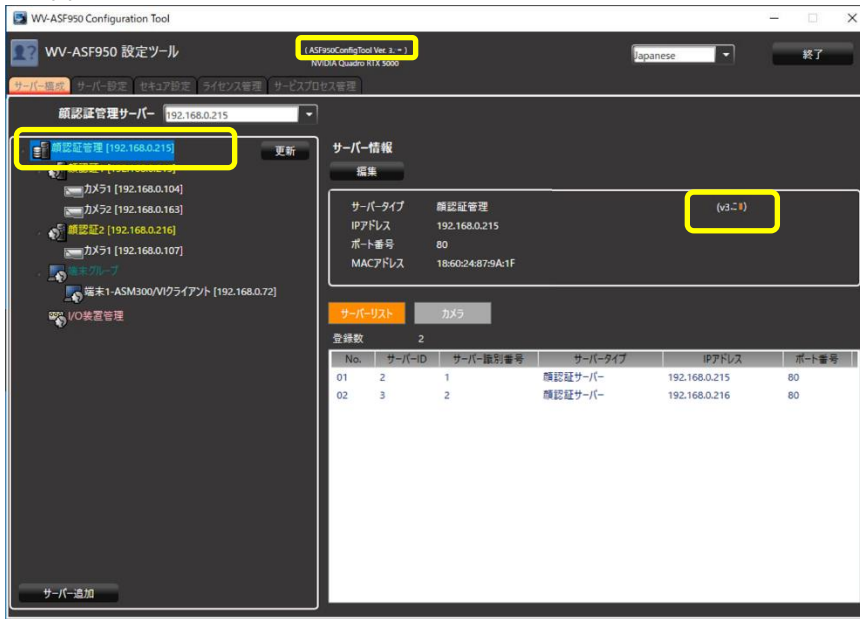 WV-ASF950 Configuration Tool
WV-ASF950 設定ツール
(ASF950ConfigTool Ver. 3.
NVIDIA Quadro RTX 5000
Japanese
終了
サーバー構成 サーバー設定 セキュア設定 ライセンス管理 サービスプロセス管理
顔認証管理サーバー 192.168.0.215
顔認証管理 [192.168.0.215]
更新
カメラ1 [192.168.0.104]
カメラ2 [192.168.0.163]
顔認証2 [192.168.0.216]
カメラ1 [192.168.0.107]
端末グループ
端末1-ASM300/VIクライアント [192.168.0.72]
I/O装置管理
サーバー追加
サーバー情報
編集
サーバータイプ 顔認証管理 (v3.
IPアドレス 192.168.0.215
ポート番号 80
MACアドレス 18:60:24:87:9A:1F
サーバーリスト カメラ
登録数 2
No. サーバーID サーバー識別番号 サーバータイプ IPアドレス ポート番号
01 2 1 顔認証サーバー 192.168.0.215 80
02 3 2 顔認証サーバー 192.168.0.216 80